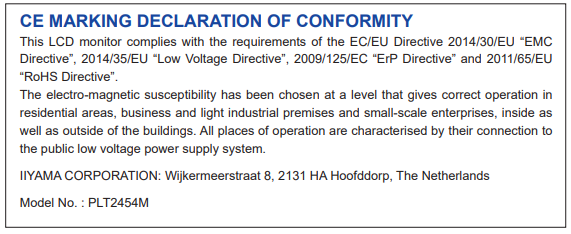 CE MARKING DECLARATION OF CONFORMITY
This LCD monitor complies with the requirements of the EC/EU Directive 2014/30/EU “EMC
Directive”, 2014/35/EU “Low Voltage Directive”, 2009/125/EC “ErP Directive” and 2011/65/EU
“RoHS Directive”.
The electro-magnetic susceptibility has been chosen at a level that gives correct operation in
residential areas, business and light industrial premises and small-scale enterprises, inside as
well as outside of the buildings. All places of operation are characterised by their connection to
the public low voltage power supply system.
IIYAMA CORPORATION: Wijkermeerstraat 8, 2131 HA Hoofddorp, The Netherlands
Model No. : PLT2454M